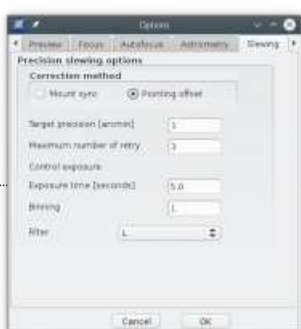 Options
Preview Focus Autofocus Astrometry Slewing
Precision slewing options
Correction method
Mount sync Pointing offset
Target precision [arcmin] 1
Maximum number of retry 3
Control exposure
Exposure time [seconds] 5.0
Binning 1
Filter L
Cancel OK